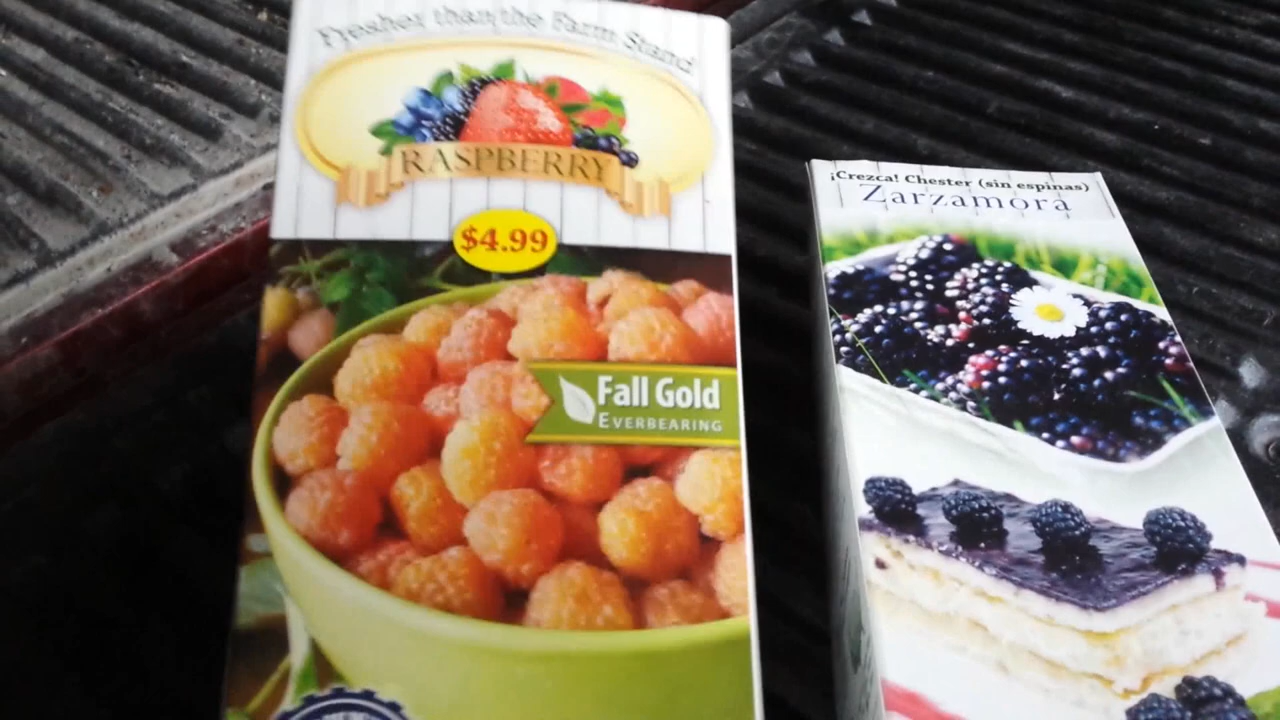 Fresher than the Farm Stand
RASPBERRY
$4.99
Fall Gold
EVERBEARING
¡Crezca! Chester (sin espinas)
Zarzamora